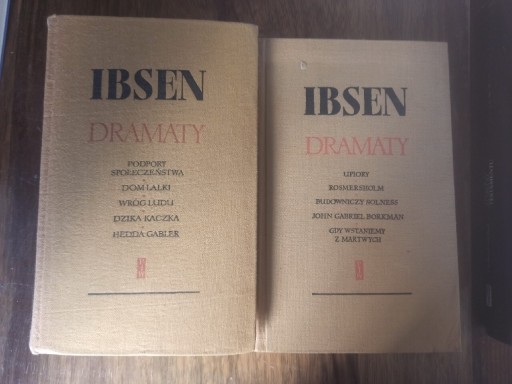 IBSEN
DRAMATY
PODPORY
SPOŁECZEŃSTWA
DOM LALKI
WRÓG LUDU
DZIKA KACZKA
HEDDA GABLER
IBSEN
DRAMATY
UPIORY
ROSMERSHOLM
BUDOWNICZY SOLNESS
JOHN GABRIEL BORKMAN
GDY WSTANIEMY
Z MARTWYCH